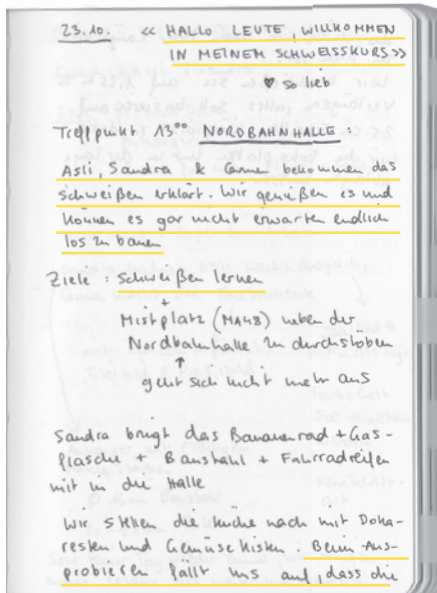 23.10. << HALLO LEUTE, WILLKOMMEN
IN MEINEM SCHWEISSKURS>>
♥ so lieb
Treffpunkt 13⁰⁰ NORDBAHNHALLE :
Asli, Sandra & Carmen bekommen das
schweißen erklärt. Wir genießen es und
können es gar nicht erwarten endlich
los zu bauen
Ziele : Schweißen lernen
+
Mistplatz (MA48) neben der
Nordbahnhalle zu durchstöbern
↑
geht sich nicht mehr aus
Sandra bringt das Bananenrad + Gas-
flasche + Baustahl + Fahrradreifen
mit in die Halle
Wir stellen die Küche nach mit Doka-
resten und Gemüsekisten. Beim Aus-
probieren fällt uns auf, dass die